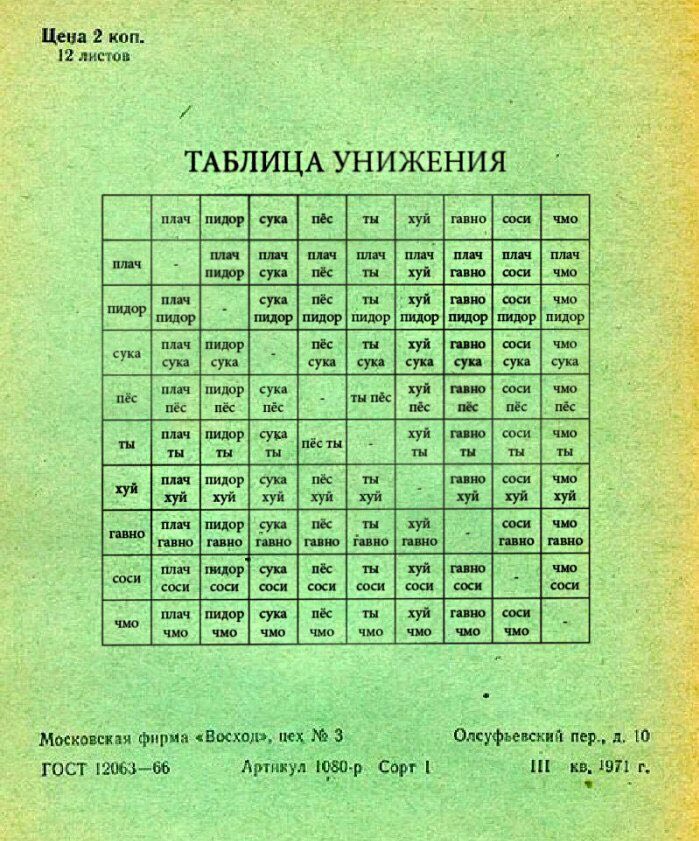 Цена 2 коп.
12 листов
ТАБЛИЦА УНИЖЕНИЯ
плач пидор сука пёс ты хуй гавно соси чмо
плач - плач пидор плач сука плач пёс плач ты плач хуй плач гавно плач соси плач чмо
пидор плач пидор - сука пидор пёс пидор ты пидор хуй пидор гавно пидор соси пидор чмо пидор
сука плач сука пидор сука - пёс сука ты сука хуй сука гавно сука соси сука чмо сука
пёс плач пёс пидор пёс сука пёс - ты пёс хуй пёс гавно пёс соси пёс чмо пёс
ты плач ты пидор ты сука ты пёс ты - хуй ты гавно ты соси ты чмо ты
хуй плач хуй пидор хуй сука хуй пёс хуй ты хуй - гавно хуй соси хуй чмо хуй
гавно плач гавно пидор гавно сука гавно пёс гавно ты гавно хуй гавно - соси гавно чмо гавно
соси плач соси пидор соси сука соси пёс соси ты соси хуй соси гавно соси - чмо соси
чмо плач чмо пидор чмо сука чмо пёс чмо ты чмо хуй чмо гавно чмо соси чмо -
Московская фирма «Восход», цех № 3 Олсуфьевский пер., д. 10
ГОСТ 12063—66 Артикул 1080-р Сорт 1 III кв. 1971 г.